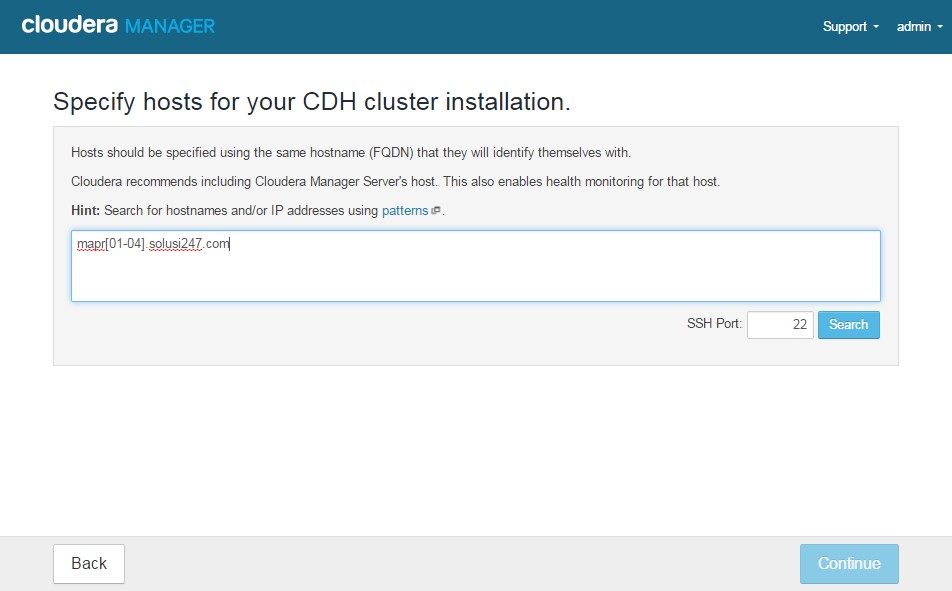 cloudera MANAGER
Support admin
Specify hosts for your CDH cluster installation.
Hosts should be specified using the same hostname (FQDN) that they will identify themselves with.
Cloudera recommends including Cloudera Manager Server's host. This also enables health monitoring for that host.
Hint: Search for hostnames and/or IP addresses using patterns.
mapr[01-04].solusi247.com
SSH Port: 22 Search
Back Continue